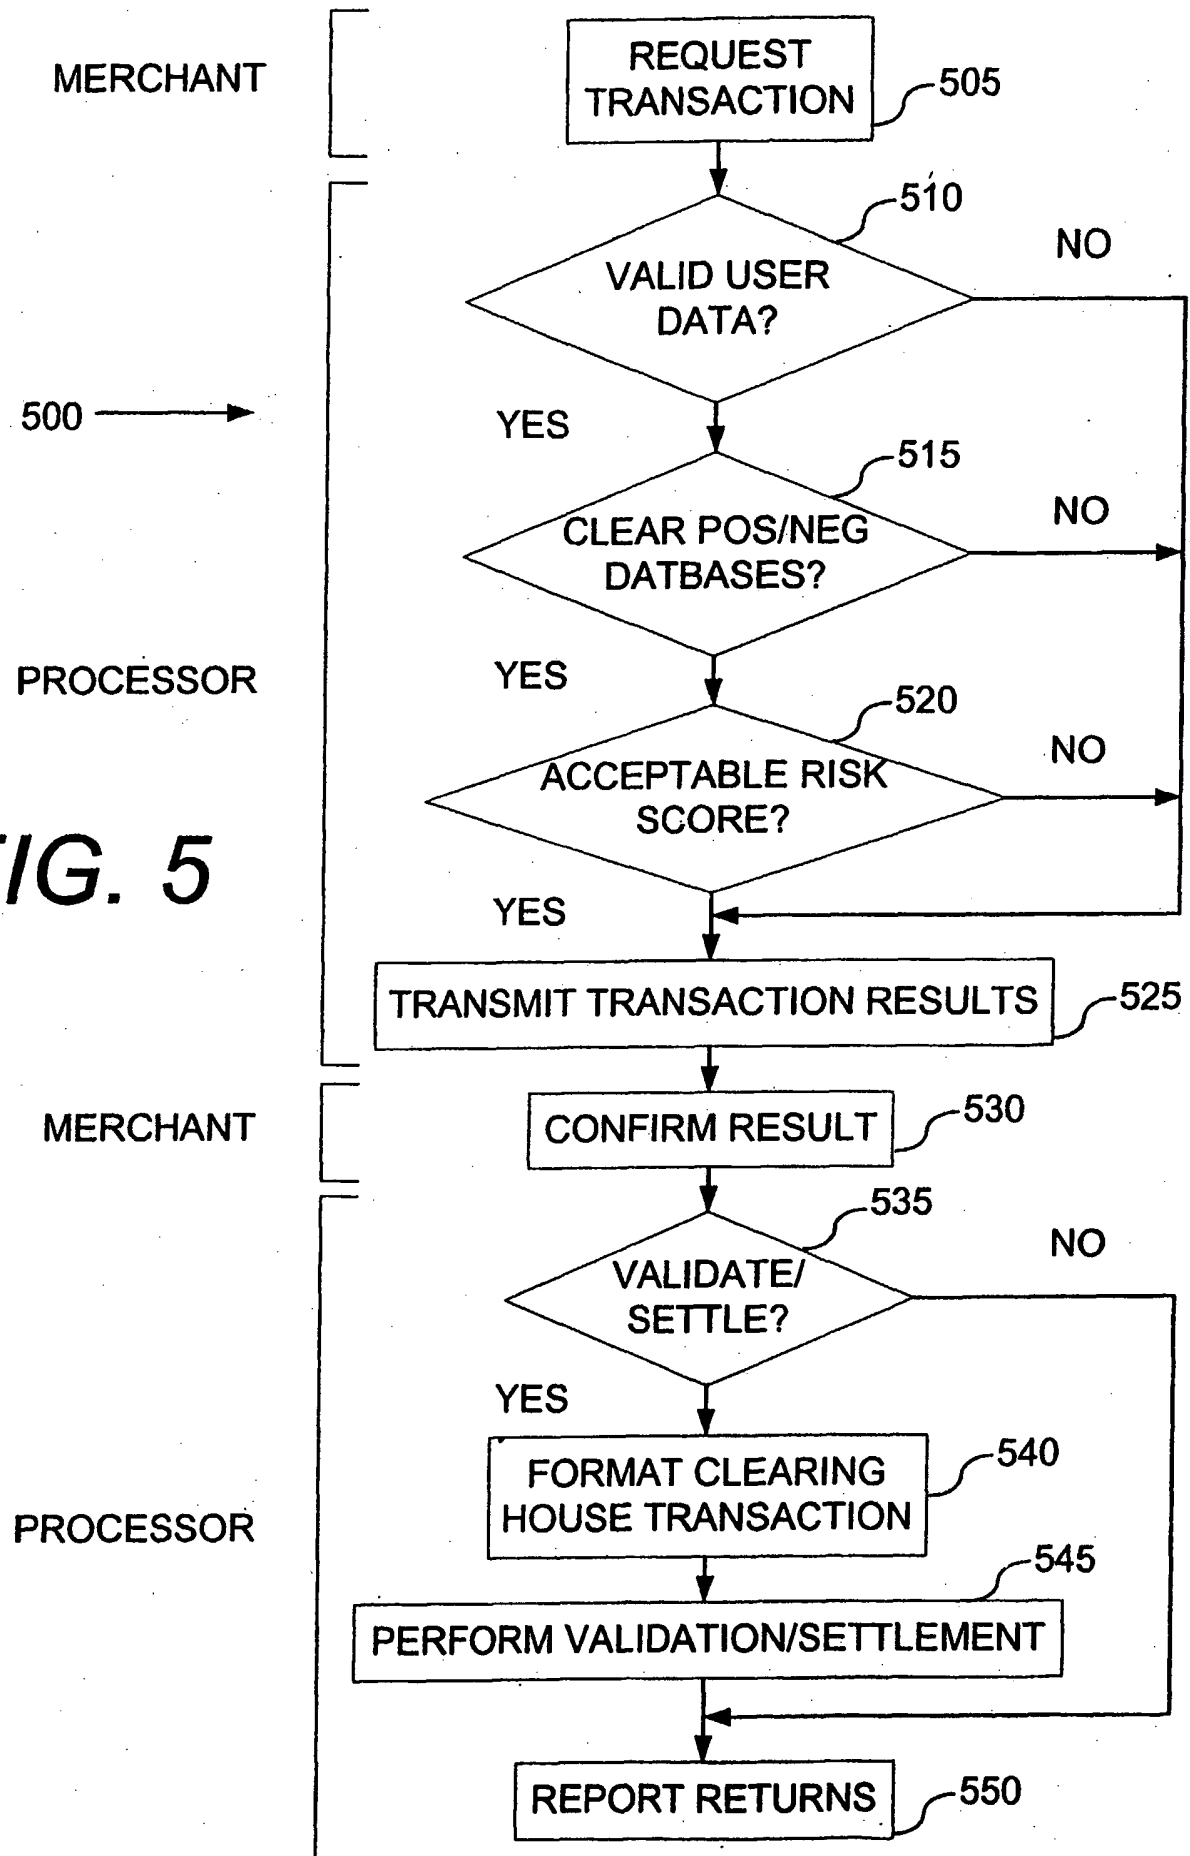 MERCHANT
REQUEST
TRANSACTION
505
510
NO
VALID USER
DATA?
500
YES
515
NO
CLEAR POS/NEG
DATBASES?
PROCESSOR
YES
520
NO
ACCEPTABLE RISK
SCORE?
IG. 5
YES
TRANSMIT TRANSACTION RESULTS
525
MERCHANT
CONFIRM RESULT
530
535
NO
VALIDATE/
SETTLE?
YES
FORMAT CLEARING
HOUSE TRANSACTION
540
PROCESSOR
545
PERFORM VALIDATION/SETTLEMENT
REPORT RETURNS
550